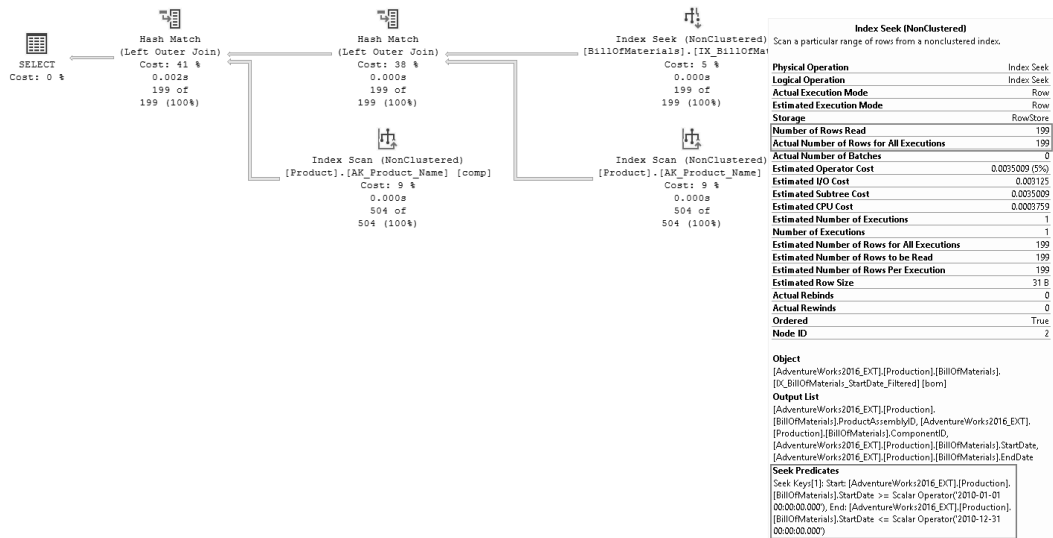 SELECT
Cost: 0 %
Hash Match
(Left Outer Join)
Cost: 41 %
0.002s
199 of
199 (100%)
Hash Match
(Left Outer Join)
Cost: 38 %
0.000s
199 of
199 (100%)
Index Seek (NonClustered)
[BillOfMaterials].[IX_BillOfMat
Cost: 5 %
0.000s
199 of
199 (100%)
Index Scan (NonClustered)
[Product].[AK_Product_Name] [comp]
Cost: 9 %
0.000s
504 of
504 (100%)
Index Scan (NonClustered)
[Product].[AK_Product_Name]
Cost: 9 %
0.000s
504 of
504 (100%)
Index Seek (NonClustered)
Scan a particular range of rows from a nonclustered index.
Physical Operation Index Seek
Logical Operation Index Seek
Actual Execution Mode Row
Estimated Execution Mode Row
Storage RowStore
Number of Rows Read 199
Actual Number of Rows for All Executions 199
Actual Number of Batches 0
Estimated Operator Cost 0.0035009 (5%)
Estimated I/O Cost 0.003125
Estimated Subtree Cost 0.0035009
Estimated CPU Cost 0.0003759
Estimated Number of Executions 1
Number of Executions 1
Estimated Number of Rows for All Executions 199
Estimated Number of Rows to be Read 199
Estimated Number of Rows Per Execution 199
Estimated Row Size 31 B
Actual Rebinds 0
Actual Rewinds 0
Ordered True
Node ID 2
Object
[AdventureWorks2016_EXT].[Production].[BillOfMaterials].
[IX_BillOfMaterials_StartDate_Filtered] [bom]
Output List
[AdventureWorks2016_EXT].[Production].
[BillOfMaterials].ProductAssemblyID, [AdventureWorks2016_EXT].
[Production].[BillOfMaterials].ComponentID,
[AdventureWorks2016_EXT].[Production].[BillOfMaterials].StartDate,
[AdventureWorks2016_EXT].[Production].[BillOfMaterials].EndDate
Seek Predicates
Seek Keys[1]: Start: [AdventureWorks2016_EXT].[Production].
[BillOfMaterials].StartDate >= Scalar Operator('2010-01-01
00:00:00.000'), End: [AdventureWorks2016_EXT].[Production].
[BillOfMaterials].StartDate <= Scalar Operator('2010-12-31
00:00:00.000')